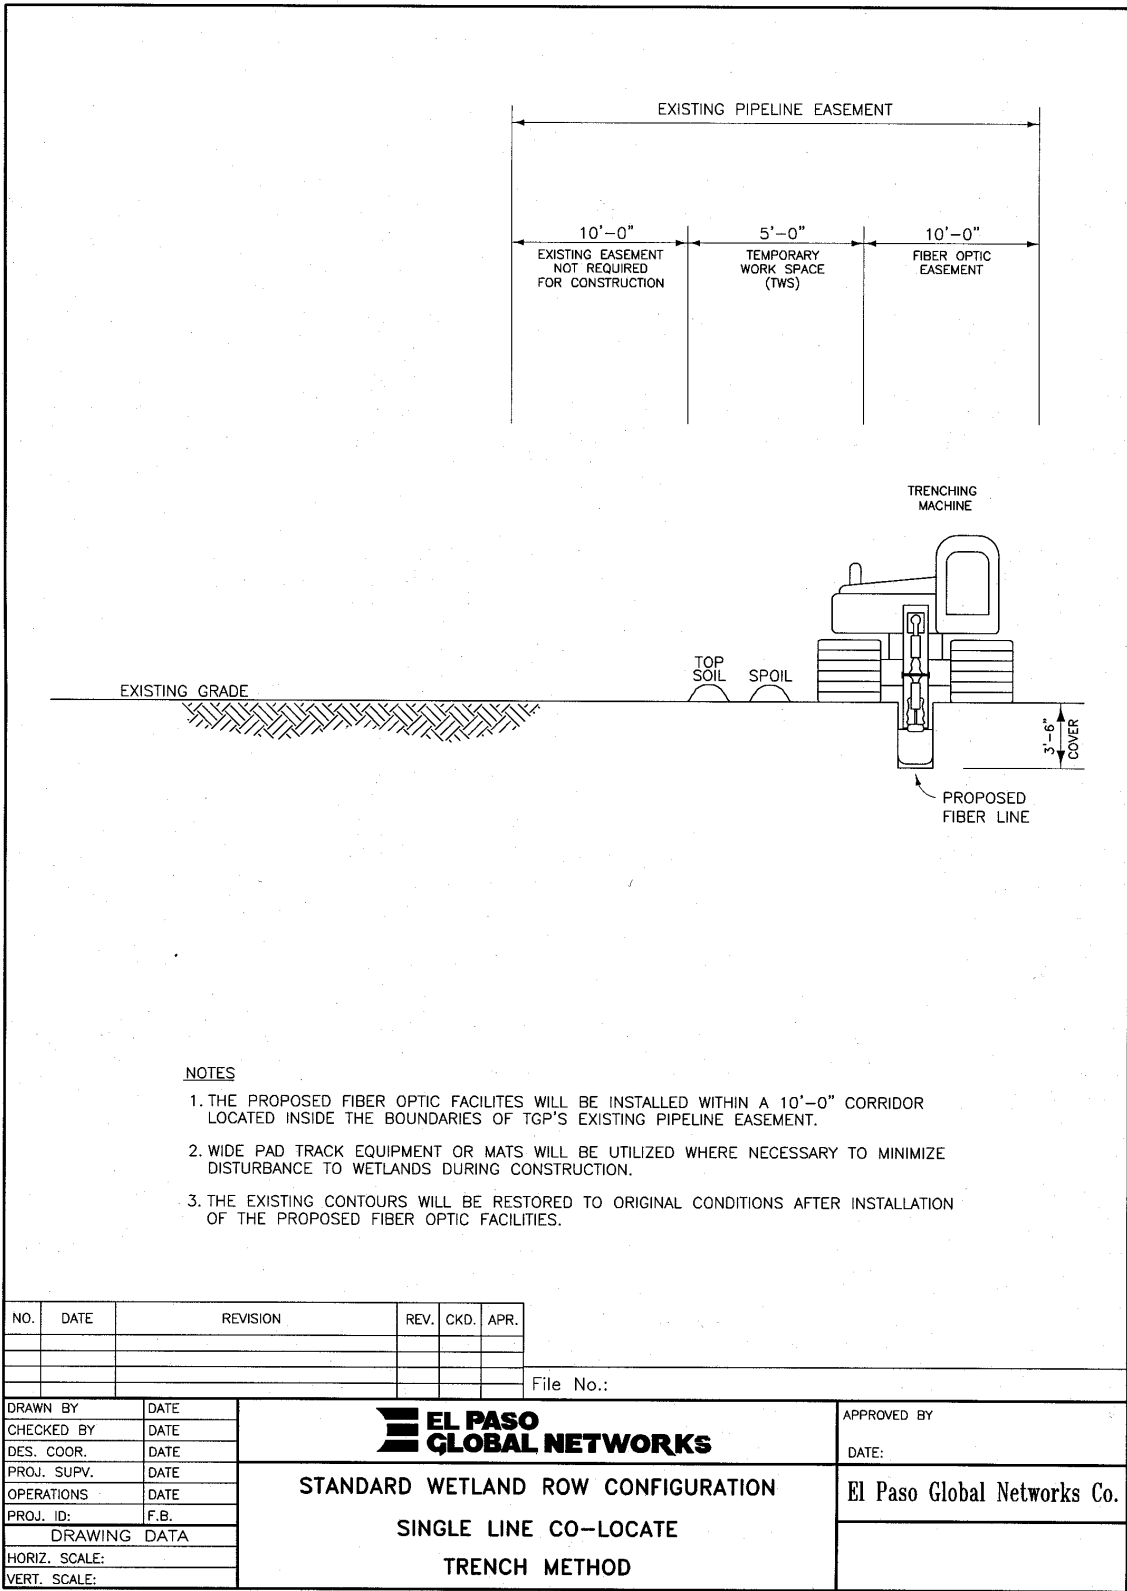 EXISTING PIPELINE EASEMENT
10'-0"
EXISTING EASEMENT
NOT REQUIRED
FOR CONSTRUCTION
5'-0"
TEMPORARY
WORK SPACE
(TWS)
10'-0"
FIBER OPTIC
EASEMENT
TRENCHING
MACHINE
EXISTING GRADE
TOP
SOIL
SPOIL
3'-6"
COVER
PROPOSED
FIBER LINE
NOTES
1. THE PROPOSED FIBER OPTIC FACILITES WILL BE INSTALLED WITHIN A 10'-0" CORRIDOR
LOCATED INSIDE THE BOUNDARIES OF TGP'S EXISTING PIPELINE EASEMENT.
2. WIDE PAD TRACK EQUIPMENT OR MATS WILL BE UTILIZED WHERE NECESSARY TO MINIMIZE
DISTURBANCE TO WETLANDS DURING CONSTRUCTION.
3. THE EXISTING CONTOURS WILL BE RESTORED TO ORIGINAL CONDITIONS AFTER INSTALLATION
OF THE PROPOSED FIBER OPTIC FACILITIES.
NO. DATE REVISION REV. CKD. APR.
File No.:
DRAWN BY DATE
CHECKED BY DATE
DES. COOR. DATE
PROJ. SUPV. DATE
OPERATIONS DATE
PROJ. ID: F.B.
DRAWING DATA
HORIZ. SCALE:
VERT. SCALE:
EL PASO
GLOBAL NETWORKS
STANDARD WETLAND ROW CONFIGURATION
SINGLE LINE CO-LOCATE
TRENCH METHOD
APPROVED BY
DATE:
El Paso Global Networks Co.